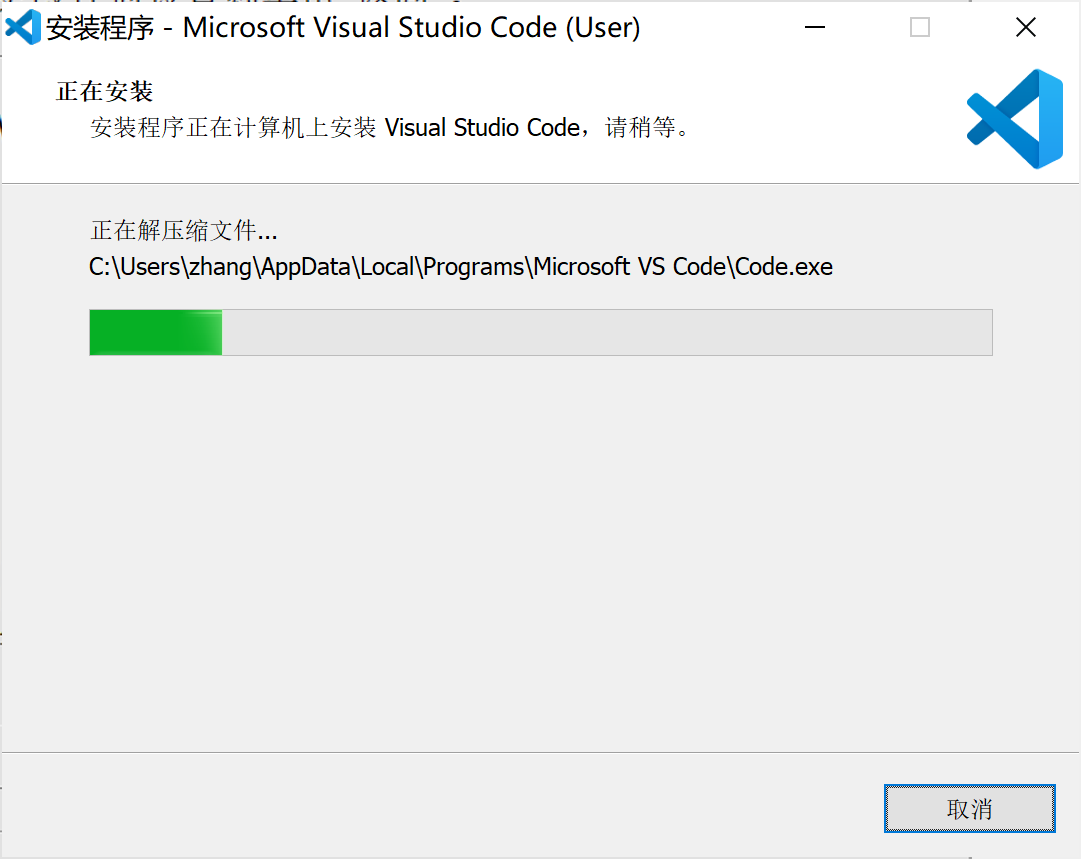 安装程序 - Microsoft Visual Studio Code (User)
正在安装
安装程序正在计算机上安装 Visual Studio Code，请稍等。
正在解压缩文件...
C:\Users\zhang\AppData\Local\Programs\Microsoft VS Code\Code.exe
取消